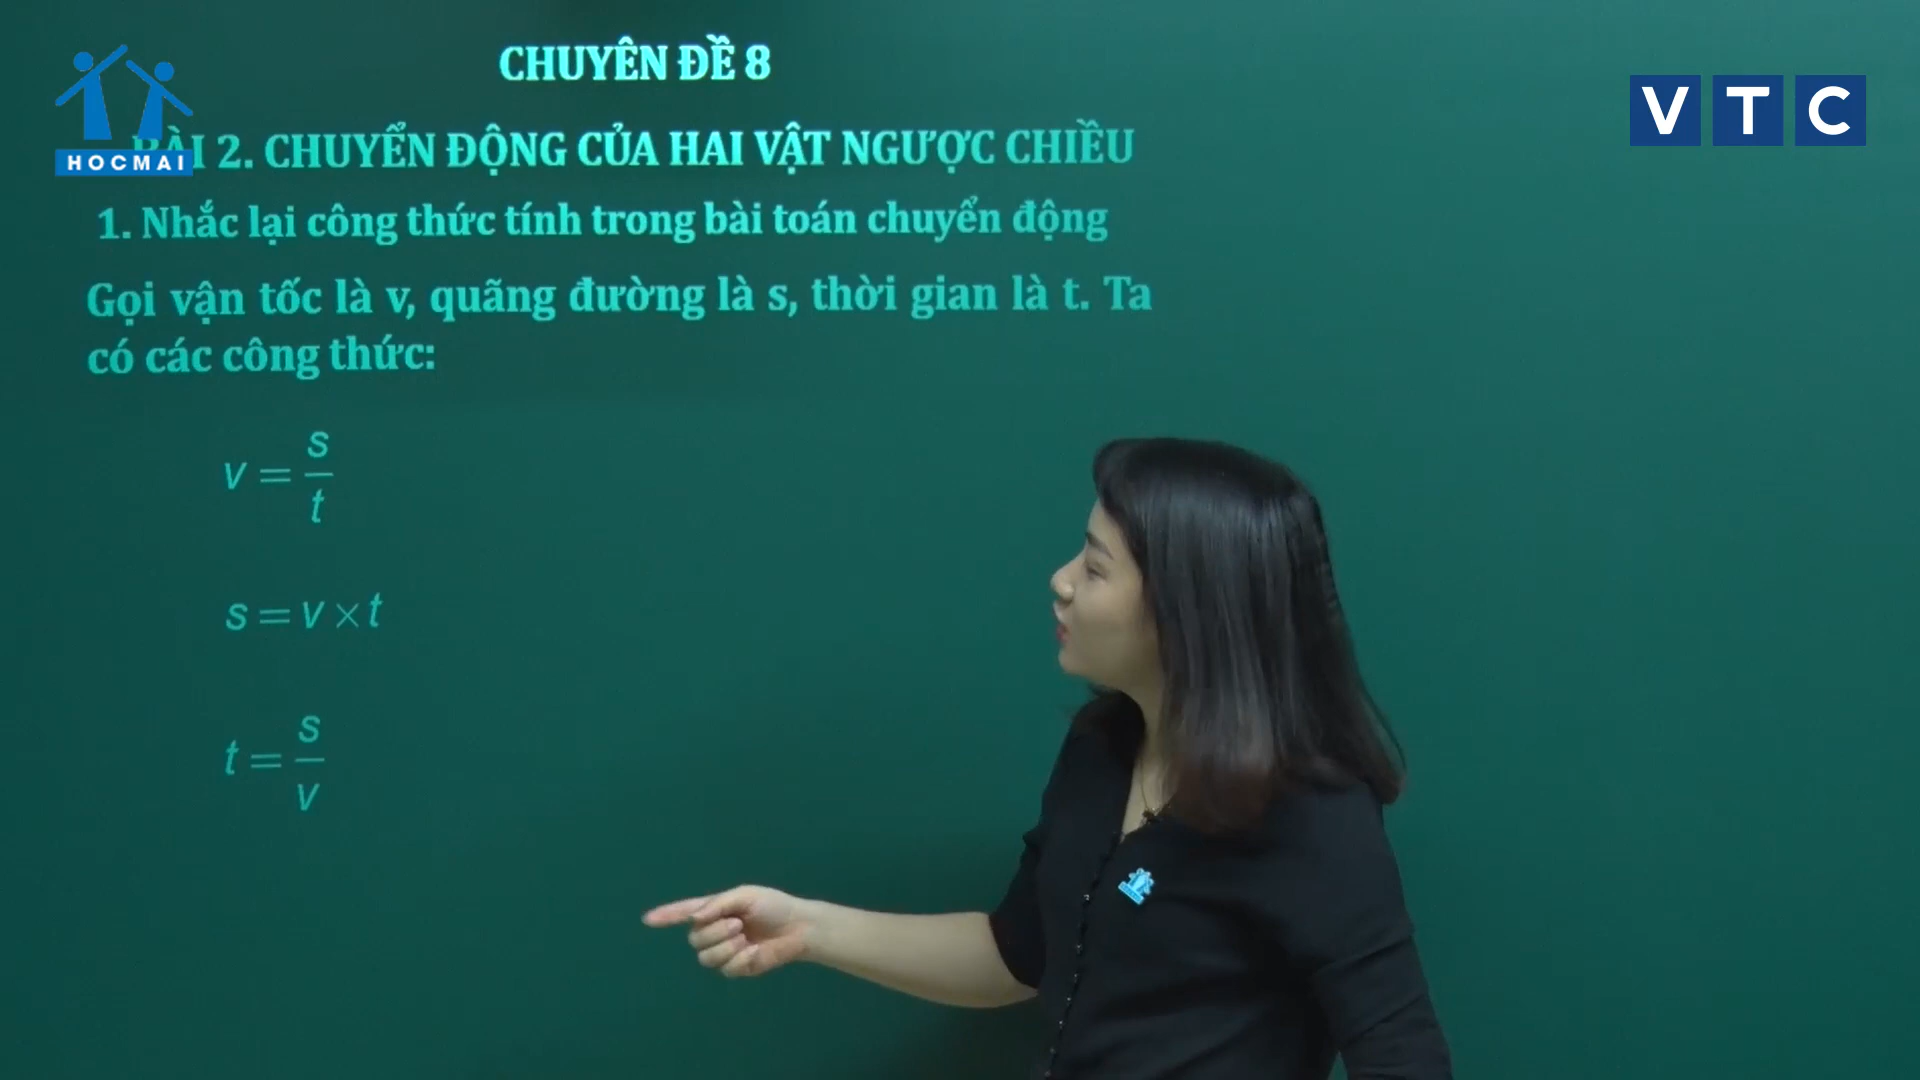 CHUYÊN ĐỀ 8
VTC
BÀI 2. CHUYỂN ĐỘNG CỦA HAI VẬT NGƯỢC CHIỀU
HOCMAI
1. Nhắc lại công thức tính trong bài toán chuyển động
Gọi vận tốc là v, quãng đường là s, thời gian là t. Ta
có các công thức:
v = s/t
s = v × t
t = s/v